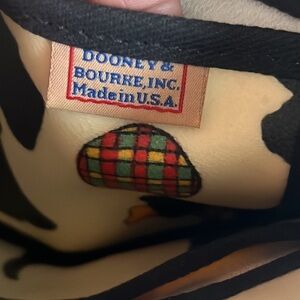 DOONEY &
BOURKE, INC.
Made in U.S.A.